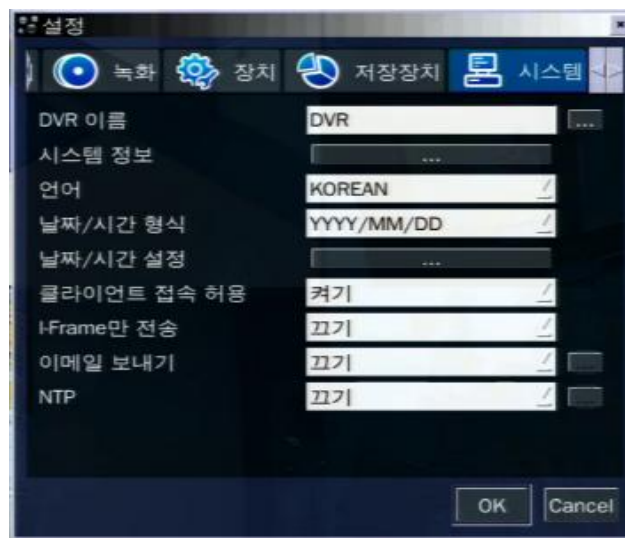 설정
녹화 장치 저장장치 시스템
DVR 이름 DVR ...
시스템 정보 ...
언어 KOREAN
날짜/시간 형식 YYYY/MM/DD
날짜/시간 설정 ...
클라이언트 접속 허용 켜기
I-Frame만 전송 끄기
이메일 보내기 끄기
NTP 끄기
OK Cancel